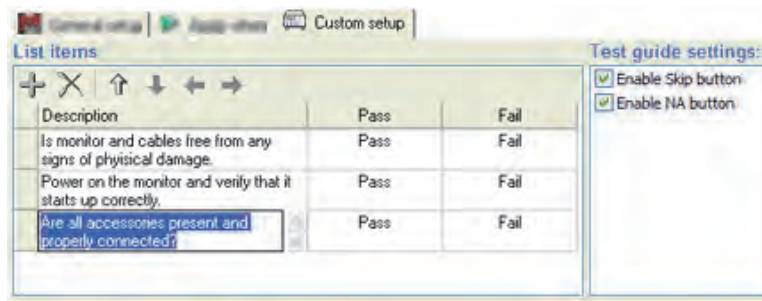 Custom setup
List items
Test guide settings:
Enable Skip button
Enable NA button
Description Pass Fail
Is monitor and cables free from any
signs of phyisical damage. Pass Fail
Power on the monitor and verify that it
starts up correctly. Pass Fail
Are all accessories present and
properly connected? Pass Fail